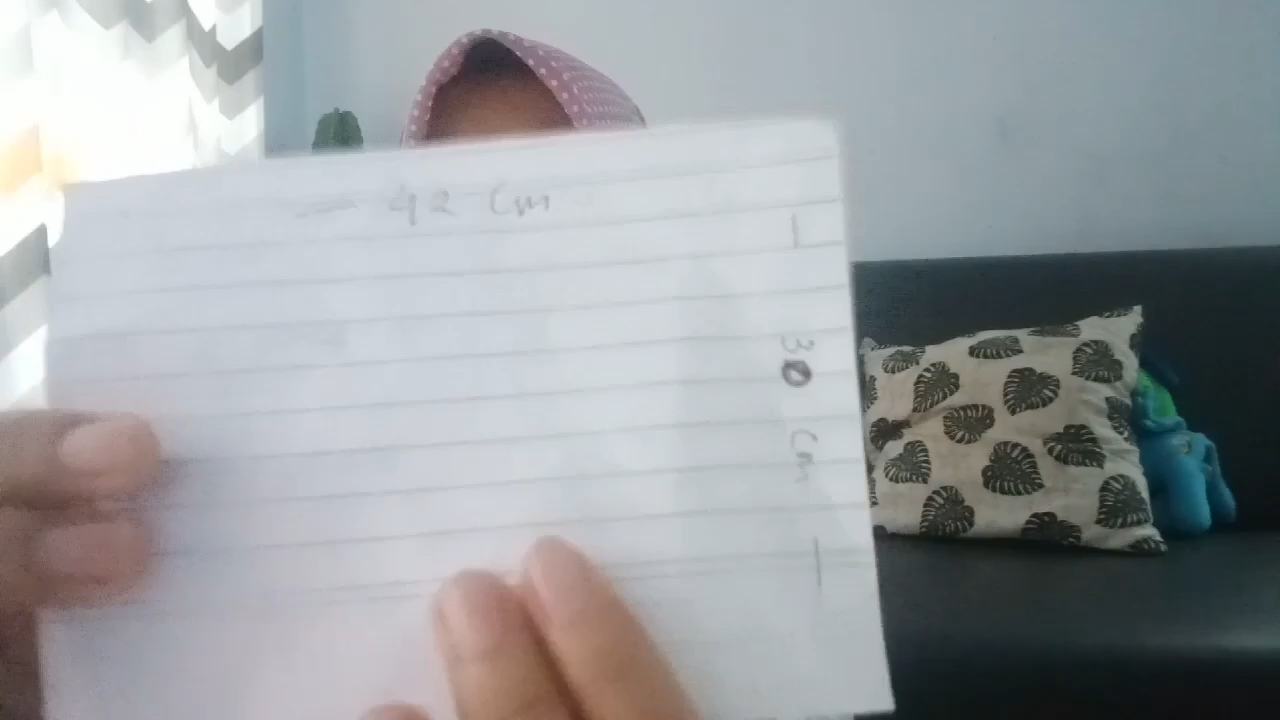 — 42 cm
| 30 cm |